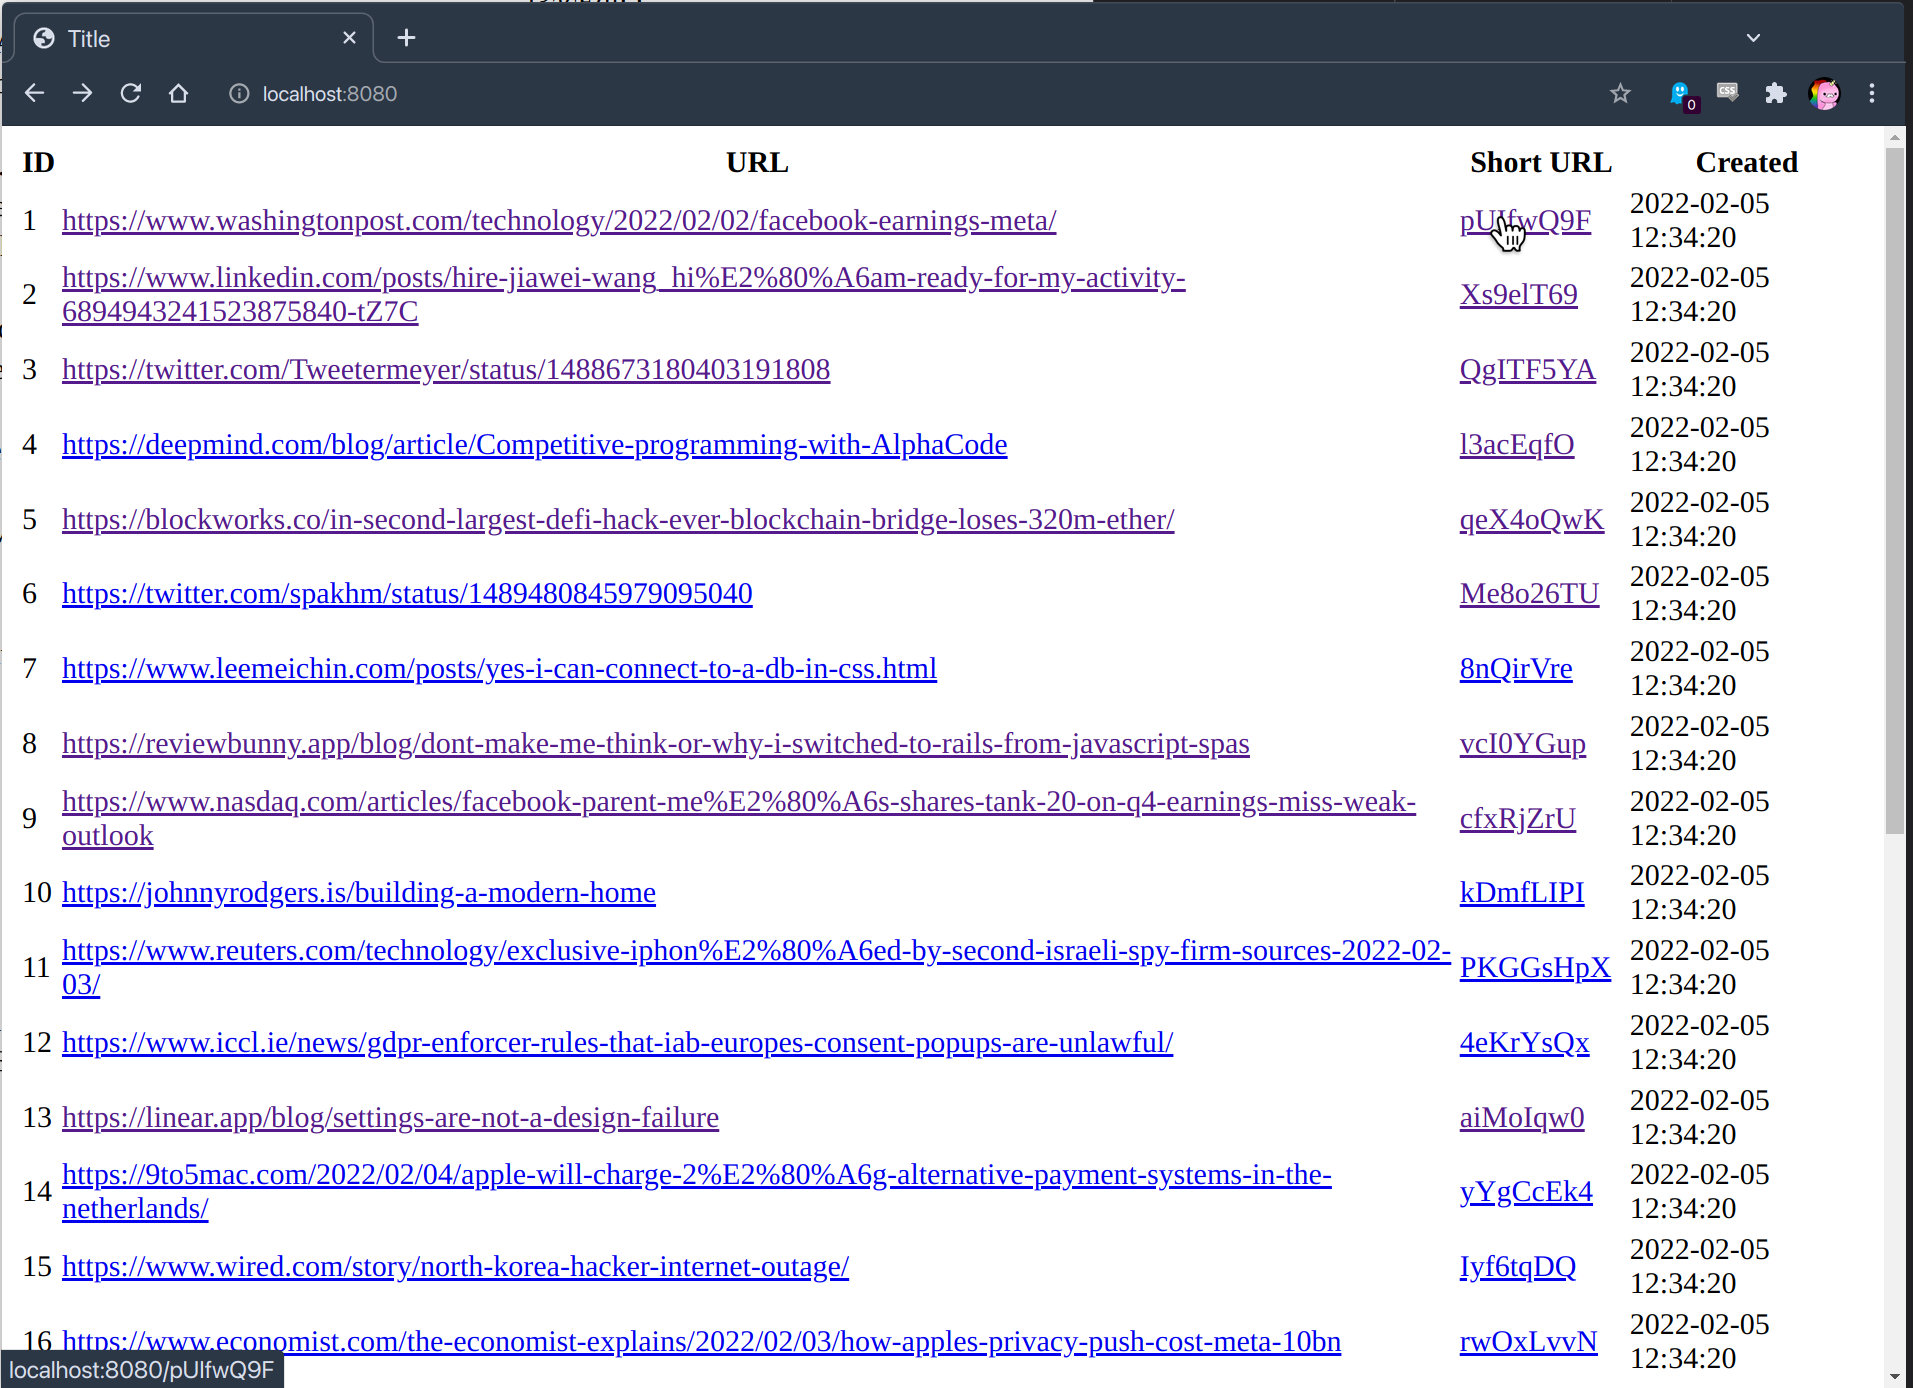 Title
localhost:8080
CSS
0
ID URL Short URL Created
1 https://www.washingtonpost.com/technology/2022/02/02/facebook-earnings-meta/ pUIfwQ9F 2022-02-05
12:34:20
2 https://www.linkedin.com/posts/hire-jiawei-wang_hi%E2%80%A6am-ready-for-my-activity- Xs9elT69 2022-02-05
6894943241523875840-tZ7C 12:34:20
3 https://twitter.com/Tweetermeyer/status/1488673180403191808 QgITF5YA 2022-02-05
12:34:20
4 https://deepmind.com/blog/article/Competitive-programming-with-AlphaCode l3acEqfO 2022-02-05
12:34:20
5 https://blockworks.co/in-second-largest-defi-hack-ever-blockchain-bridge-loses-320m-ether/ qeX4oQwK 2022-02-05
12:34:20
6 https://twitter.com/spakhm/status/1489480845979095040 Me8o26TU 2022-02-05
12:34:20
7 https://www.leemeichin.com/posts/yes-i-can-connect-to-a-db-in-css.html 8nQirVre 2022-02-05
12:34:20
8 https://reviewbunny.app/blog/dont-make-me-think-or-why-i-switched-to-rails-from-javascript-spas vcI0YGup 2022-02-05
12:34:20
9 https://www.nasdaq.com/articles/facebook-parent-me%E2%80%A6s-shares-tank-20-on-q4-earnings-miss-weak- cfxRjZrU 2022-02-05
outlook 12:34:20
10 https://johnnyrodgers.is/building-a-modern-home kDmfLIPI 2022-02-05
12:34:20
11 https://www.reuters.com/technology/exclusive-iphon%E2%80%A6ed-by-second-israeli-spy-firm-sources-2022-02- PKGGsHpX 2022-02-05
03/ 12:34:20
12 https://www.iccl.ie/news/gdpr-enforcer-rules-that-iab-europes-consent-popups-are-unlawful/ 4eKrYsQx 2022-02-05
12:34:20
13 https://linear.app/blog/settings-are-not-a-design-failure aiMoIqw0 2022-02-05
12:34:20
14 https://9to5mac.com/2022/02/04/apple-will-charge-2%E2%80%A6g-alternative-payment-systems-in-the- yYgCcEk4 2022-02-05
netherlands/ 12:34:20
15 https://www.wired.com/story/north-korea-hacker-internet-outage/ Iyf6tqDQ 2022-02-05
12:34:20
16 https://www.economist.com/the-economist-explains/2022/02/03/how-apples-privacy-push-cost-meta-10bn rwOxLvvN 2022-02-05
12:34:20
localhost:8080/pUIfwQ9F